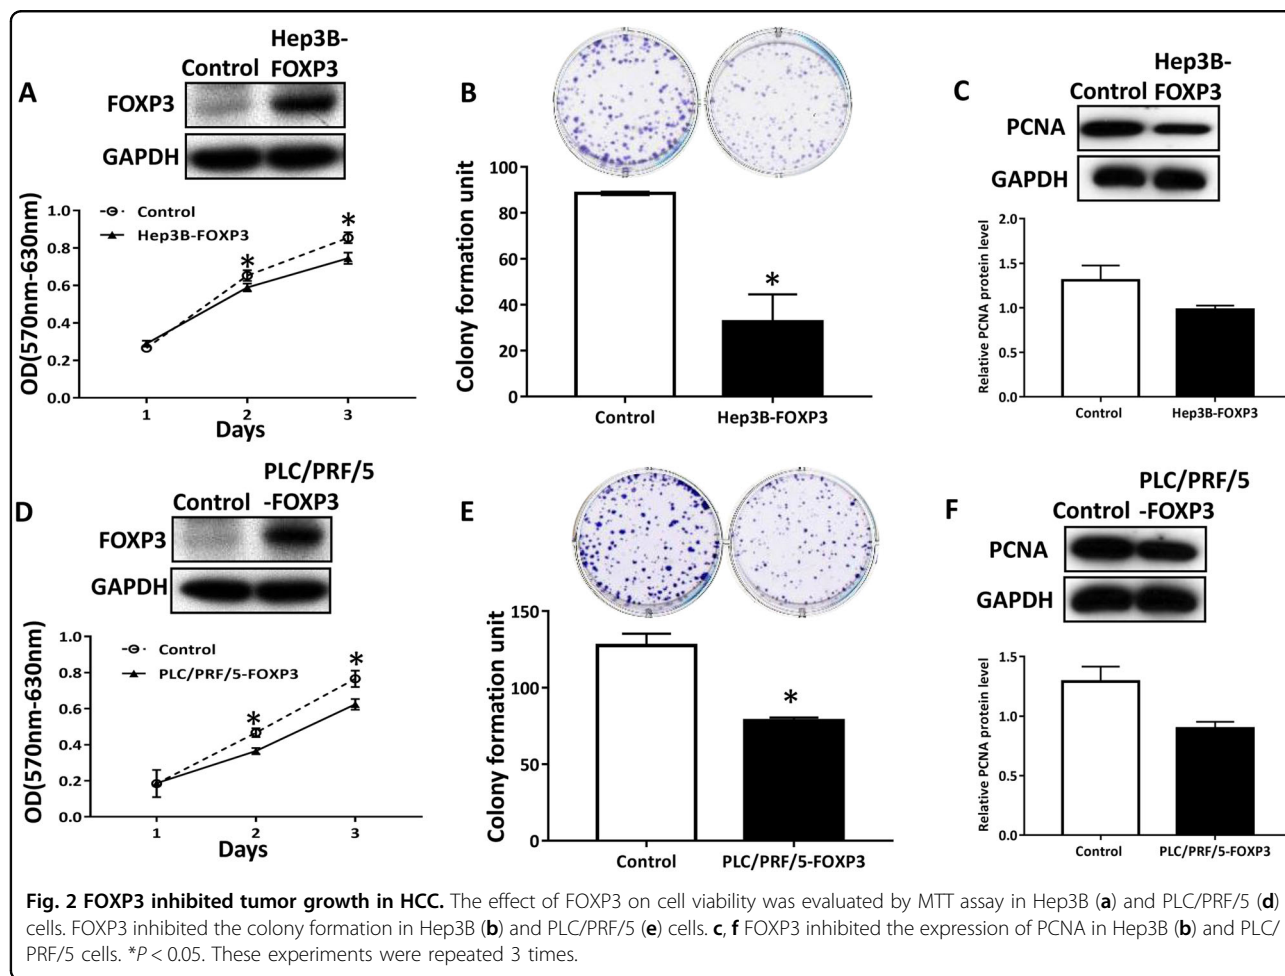 A
Control
Hep3B-
FOXP3
FOXP3
GAPDH
OD(570nm-630nm)
1.0
0.8
0.6
0.4
0.2
0.0
Control
Hep3B-FOXP3
*
*
1
2
3
Days
B
Colony formation unit
100
80
60
40
20
0
*
Control
Hep3B-FOXP3
C
Control
Hep3B-
FOXP3
PCNA
GAPDH
Relative PCNA protein level
2.0
1.5
1.0
0.5
0.0
Control
Hep3B-FOXP3
D
Control
PLC/PRF/5
-FOXP3
FOXP3
GAPDH
OD(570nm-630nm)
1.0
0.8
0.6
0.4
0.2
0.0
Control
PLC/PRF/5-FOXP3
*
*
1
2
3
Days
E
Colony formation unit
150
100
50
0
*
Control
PLC/PRF/5-FOXP3
F
Control
PLC/PRF/5
-FOXP3
PCNA
GAPDH
Relative PCNA protein level
1.5
1.0
0.5
0.0
Control
PLC/PRF/5-FOXP3
Fig. 2 FOXP3 inhibited tumor growth in HCC. The effect of FOXP3 on cell viability was evaluated by MTT assay in Hep3B (a) and PLC/PRF/5 (d)
cells. FOXP3 inhibited the colony formation in Hep3B (b) and PLC/PRF/5 (e) cells. c, f FOXP3 inhibited the expression of PCNA in Hep3B (b) and PLC/
PRF/5 cells. *P < 0.05. These experiments were repeated 3 times.